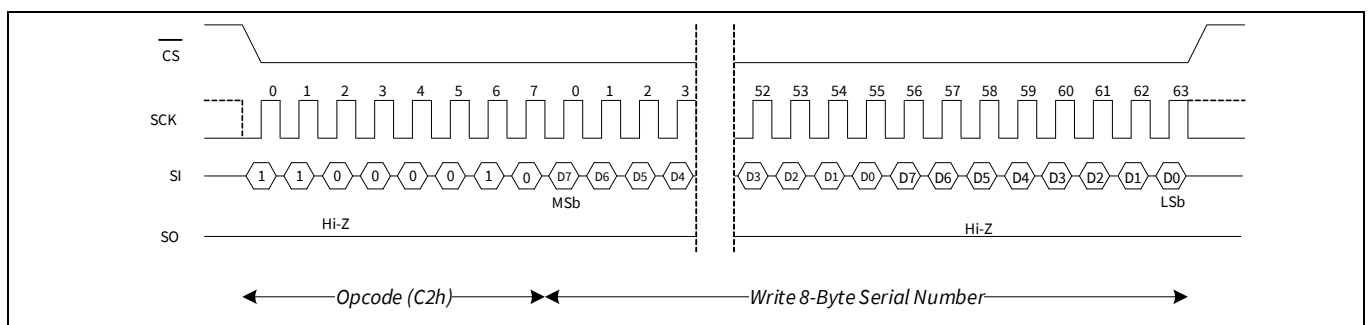 CS
0 1 2 3 4 5 6 7 0 1 2 3 52 53 54 55 56 57 58 59 60 61 62 63
SCK
SI 1 1 0 0 0 0 1 0 D7 D6 D5 D4 D3 D2 D1 D0 D7 D6 D5 D4 D3 D2 D1 D0
MSb LSb
Hi-Z Hi-Z
SO
Opcode (C2h) Write 8-Byte Serial Number